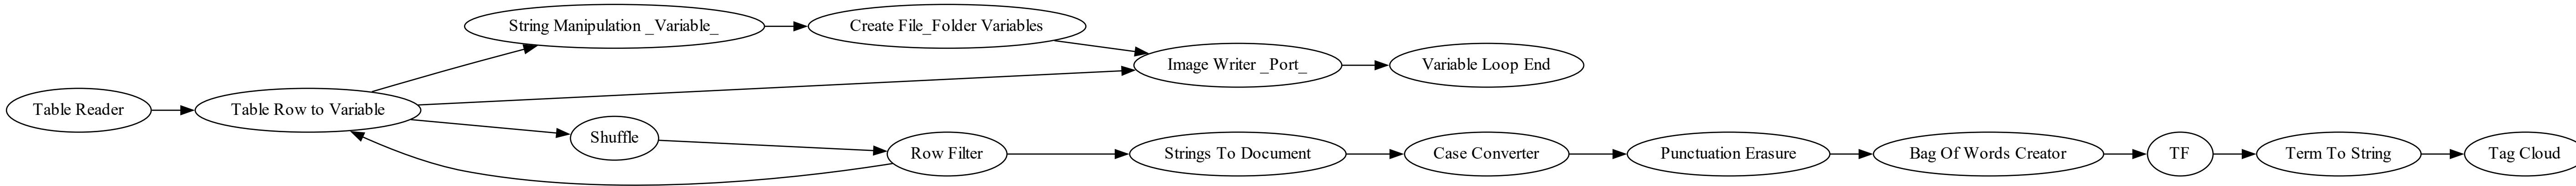 String Manipulation _Variable_
Create File_Folder Variables
Image Writer _Port_
Variable Loop End
Table Reader
Table Row to Variable
Shuffle
Row Filter
Strings To Document
Case Converter
Punctuation Erasure
Bag Of Words Creator
TF
Term To String
Tag Cloud